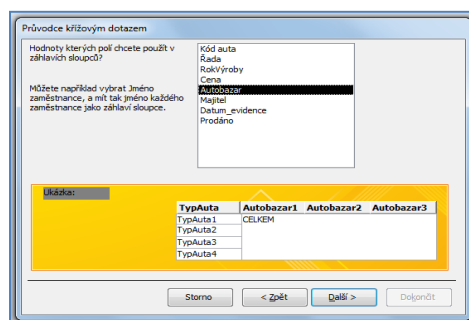 Průvodce křížovým dotazem
Hodnoty kterých polí chcete použít v
záhlavích sloupců?
Můžete například vybrat Jméno
zaměstnance, a mít tak jméno každého
zaměstnance jako záhlaví sloupce.
Kód auta
Řada
RokVýroby
Cena
Autobazar
Majitel
Datum_evidence
Prodáno
Ukázka:
TypAuta Autobazar1 Autobazar2 Autobazar3
TypAuta1 CELKEM
TypAuta2
TypAuta3
TypAuta4
Storno < Zpět Další > Dokončit